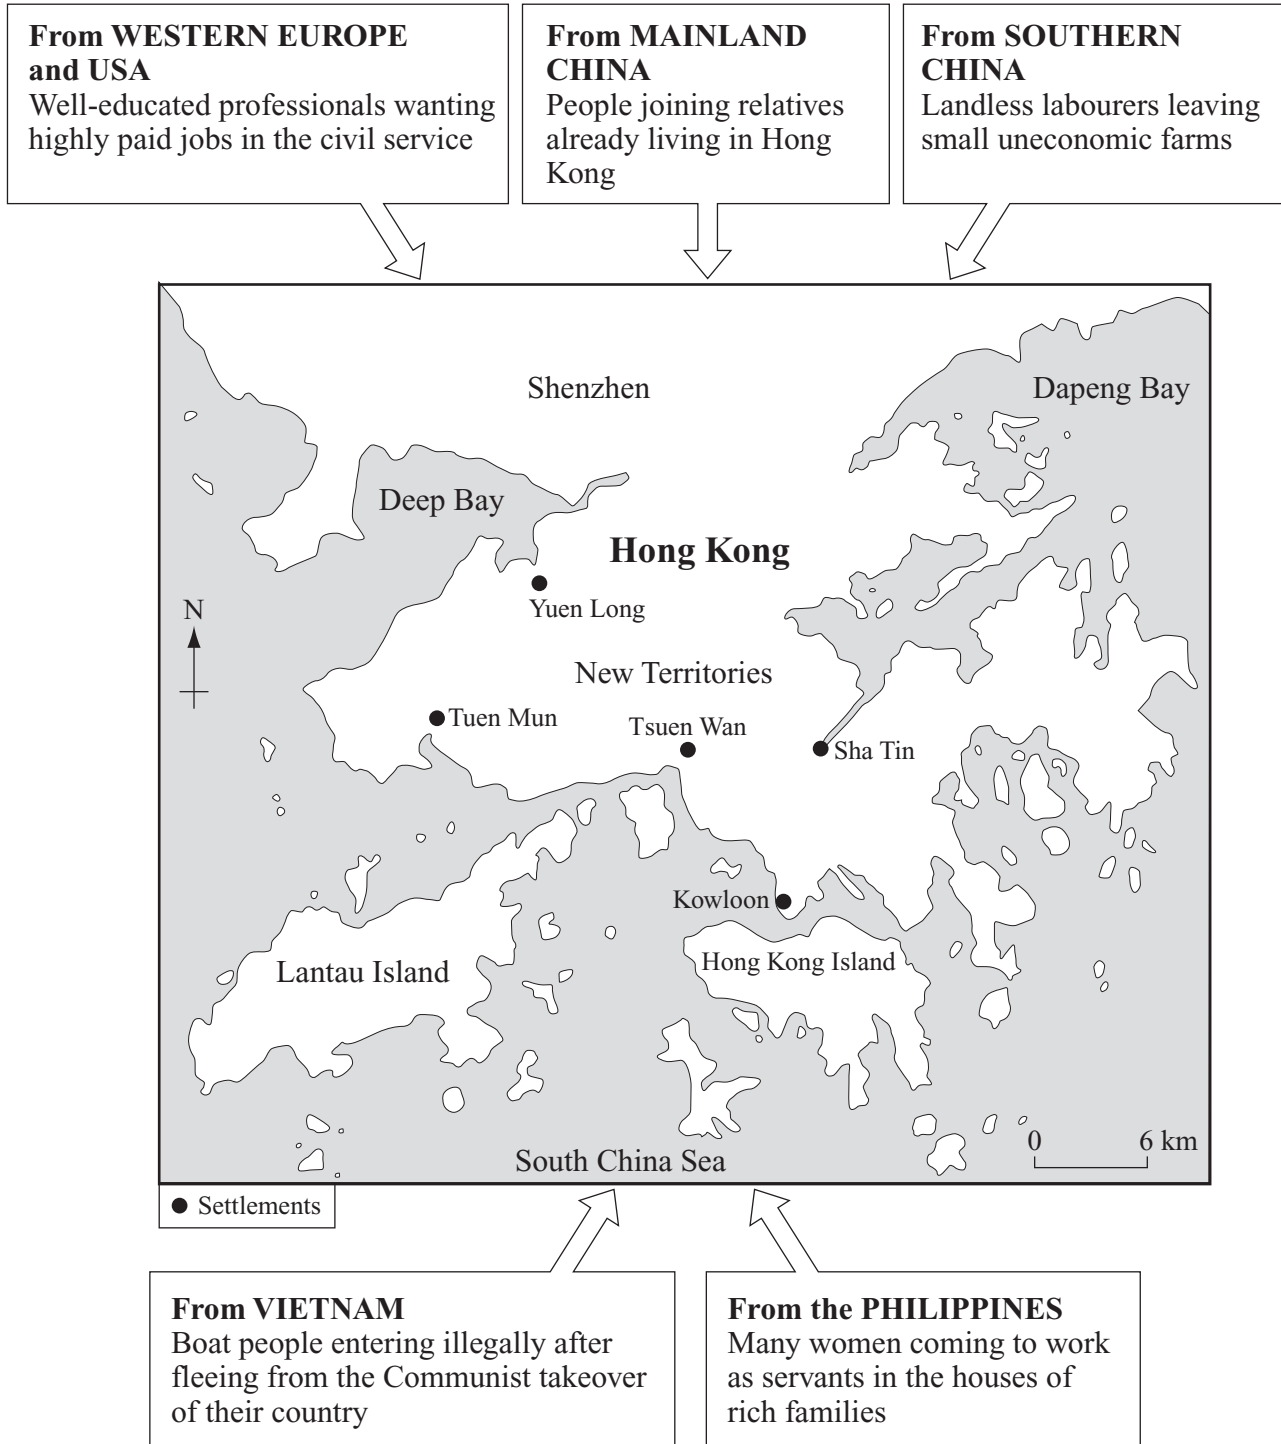 From WESTERN EUROPE
and USA
Well-educated professionals wanting
highly paid jobs in the civil service
From MAINLAND
CHINA
People joining relatives
already living in Hong
Kong
From SOUTHERN
CHINA
Landless labourers leaving
small uneconomic farms
Shenzhen
Dapeng Bay
Deep Bay
Hong Kong
N
Yuen Long
New Territories
Tuen Mun
Tsuen Wan
Sha Tin
Kowloon
Hong Kong Island
Lantau Island
0 6 km
South China Sea
Settlements
From VIETNAM
Boat people entering illegally after
fleeing from the Communist takeover
of their country
From the PHILIPPINES
Many women coming to work
as servants in the houses of
rich families